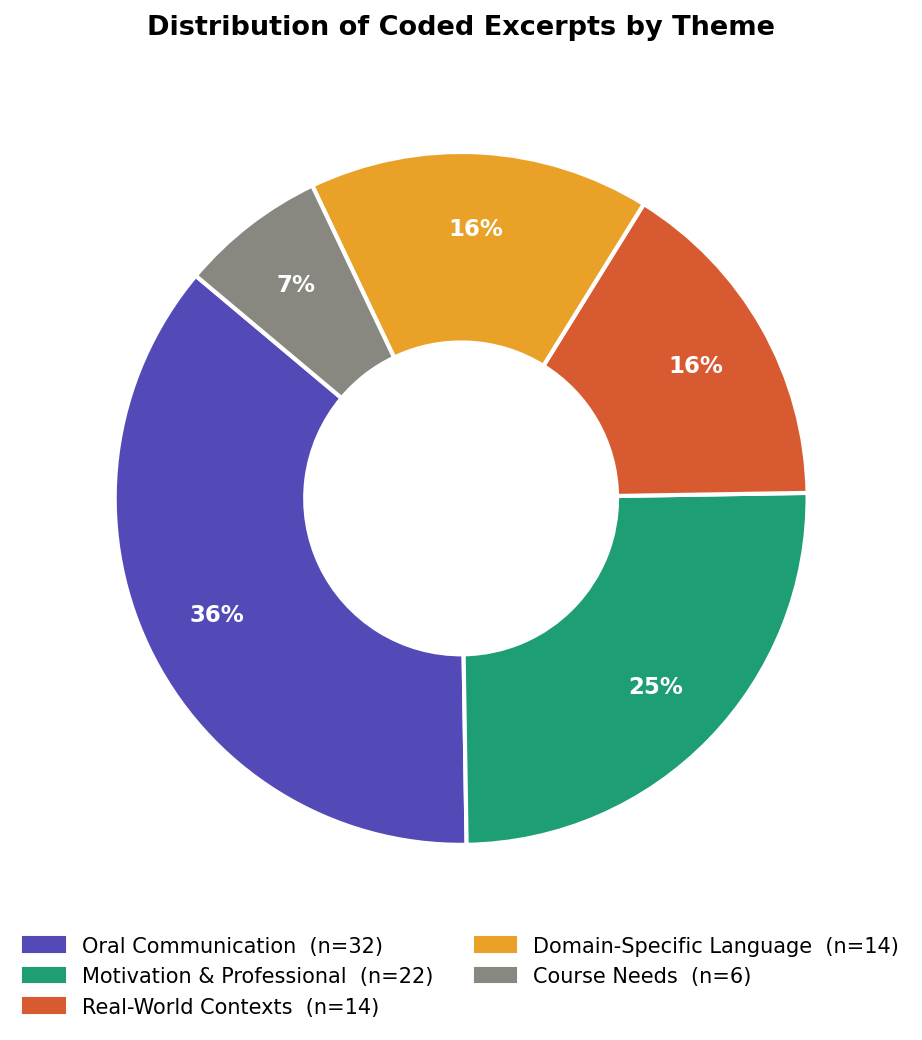 Distribution of Coded Excerpts by Theme
16%
7%
16%
36%
25%
Oral Communication (n=32)
Motivation & Professional (n=22)
Real-World Contexts (n=14)
Domain-Specific Language (n=14)
Course Needs (n=6)